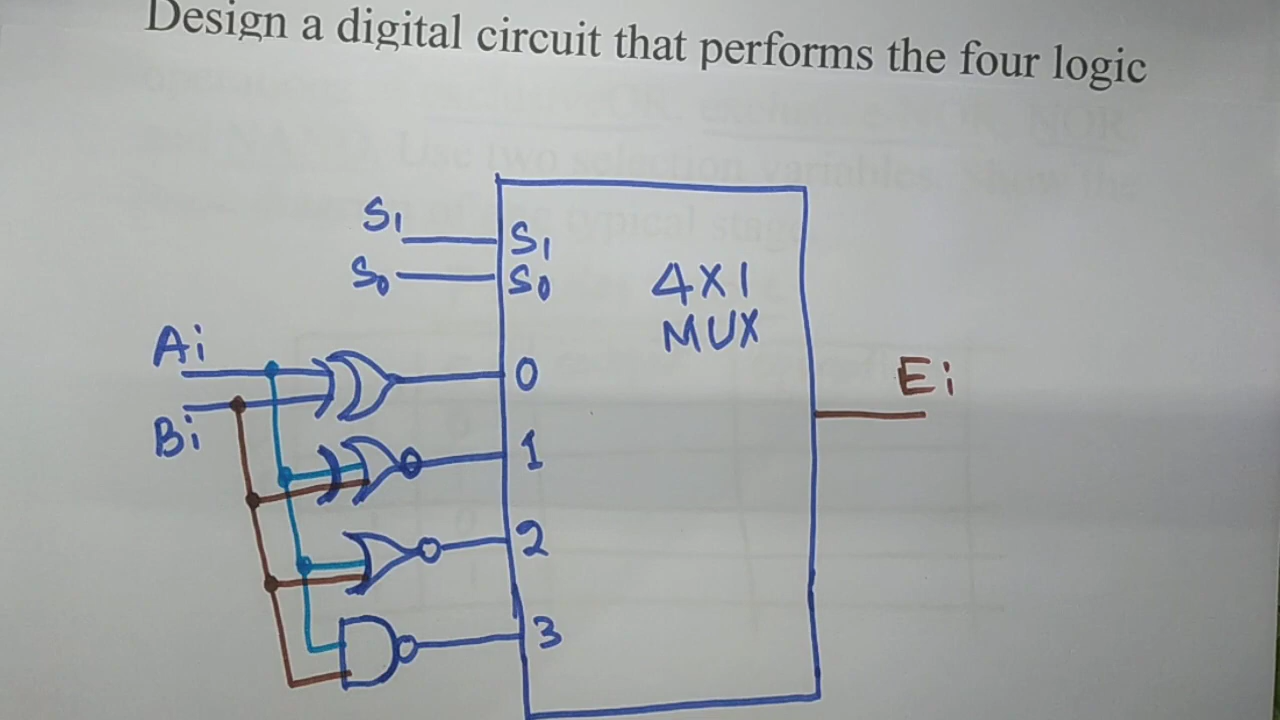 Design a digital circuit that performs the four logic
S1
S0
S1
S0
4X1
MUX
Ai
Bi
0
1
2
3
Ei